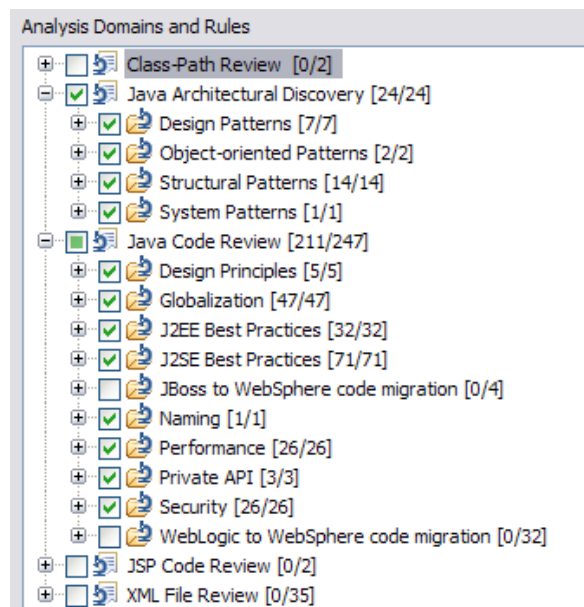 Analysis Domains and Rules
Class-Path Review [0/2]
Java Architectural Discovery [24/24]
Design Patterns [7/7]
Object-oriented Patterns [2/2]
Structural Patterns [14/14]
System Patterns [1/1]
Java Code Review [211/247]
Design Principles [5/5]
Globalization [47/47]
J2EE Best Practices [32/32]
J2SE Best Practices [71/71]
JBoss to WebSphere code migration [0/4]
Naming [1/1]
Performance [26/26]
Private API [3/3]
Security [26/26]
WebLogic to WebSphere code migration [0/32]
JSP Code Review [0/2]
XML File Review [0/35]